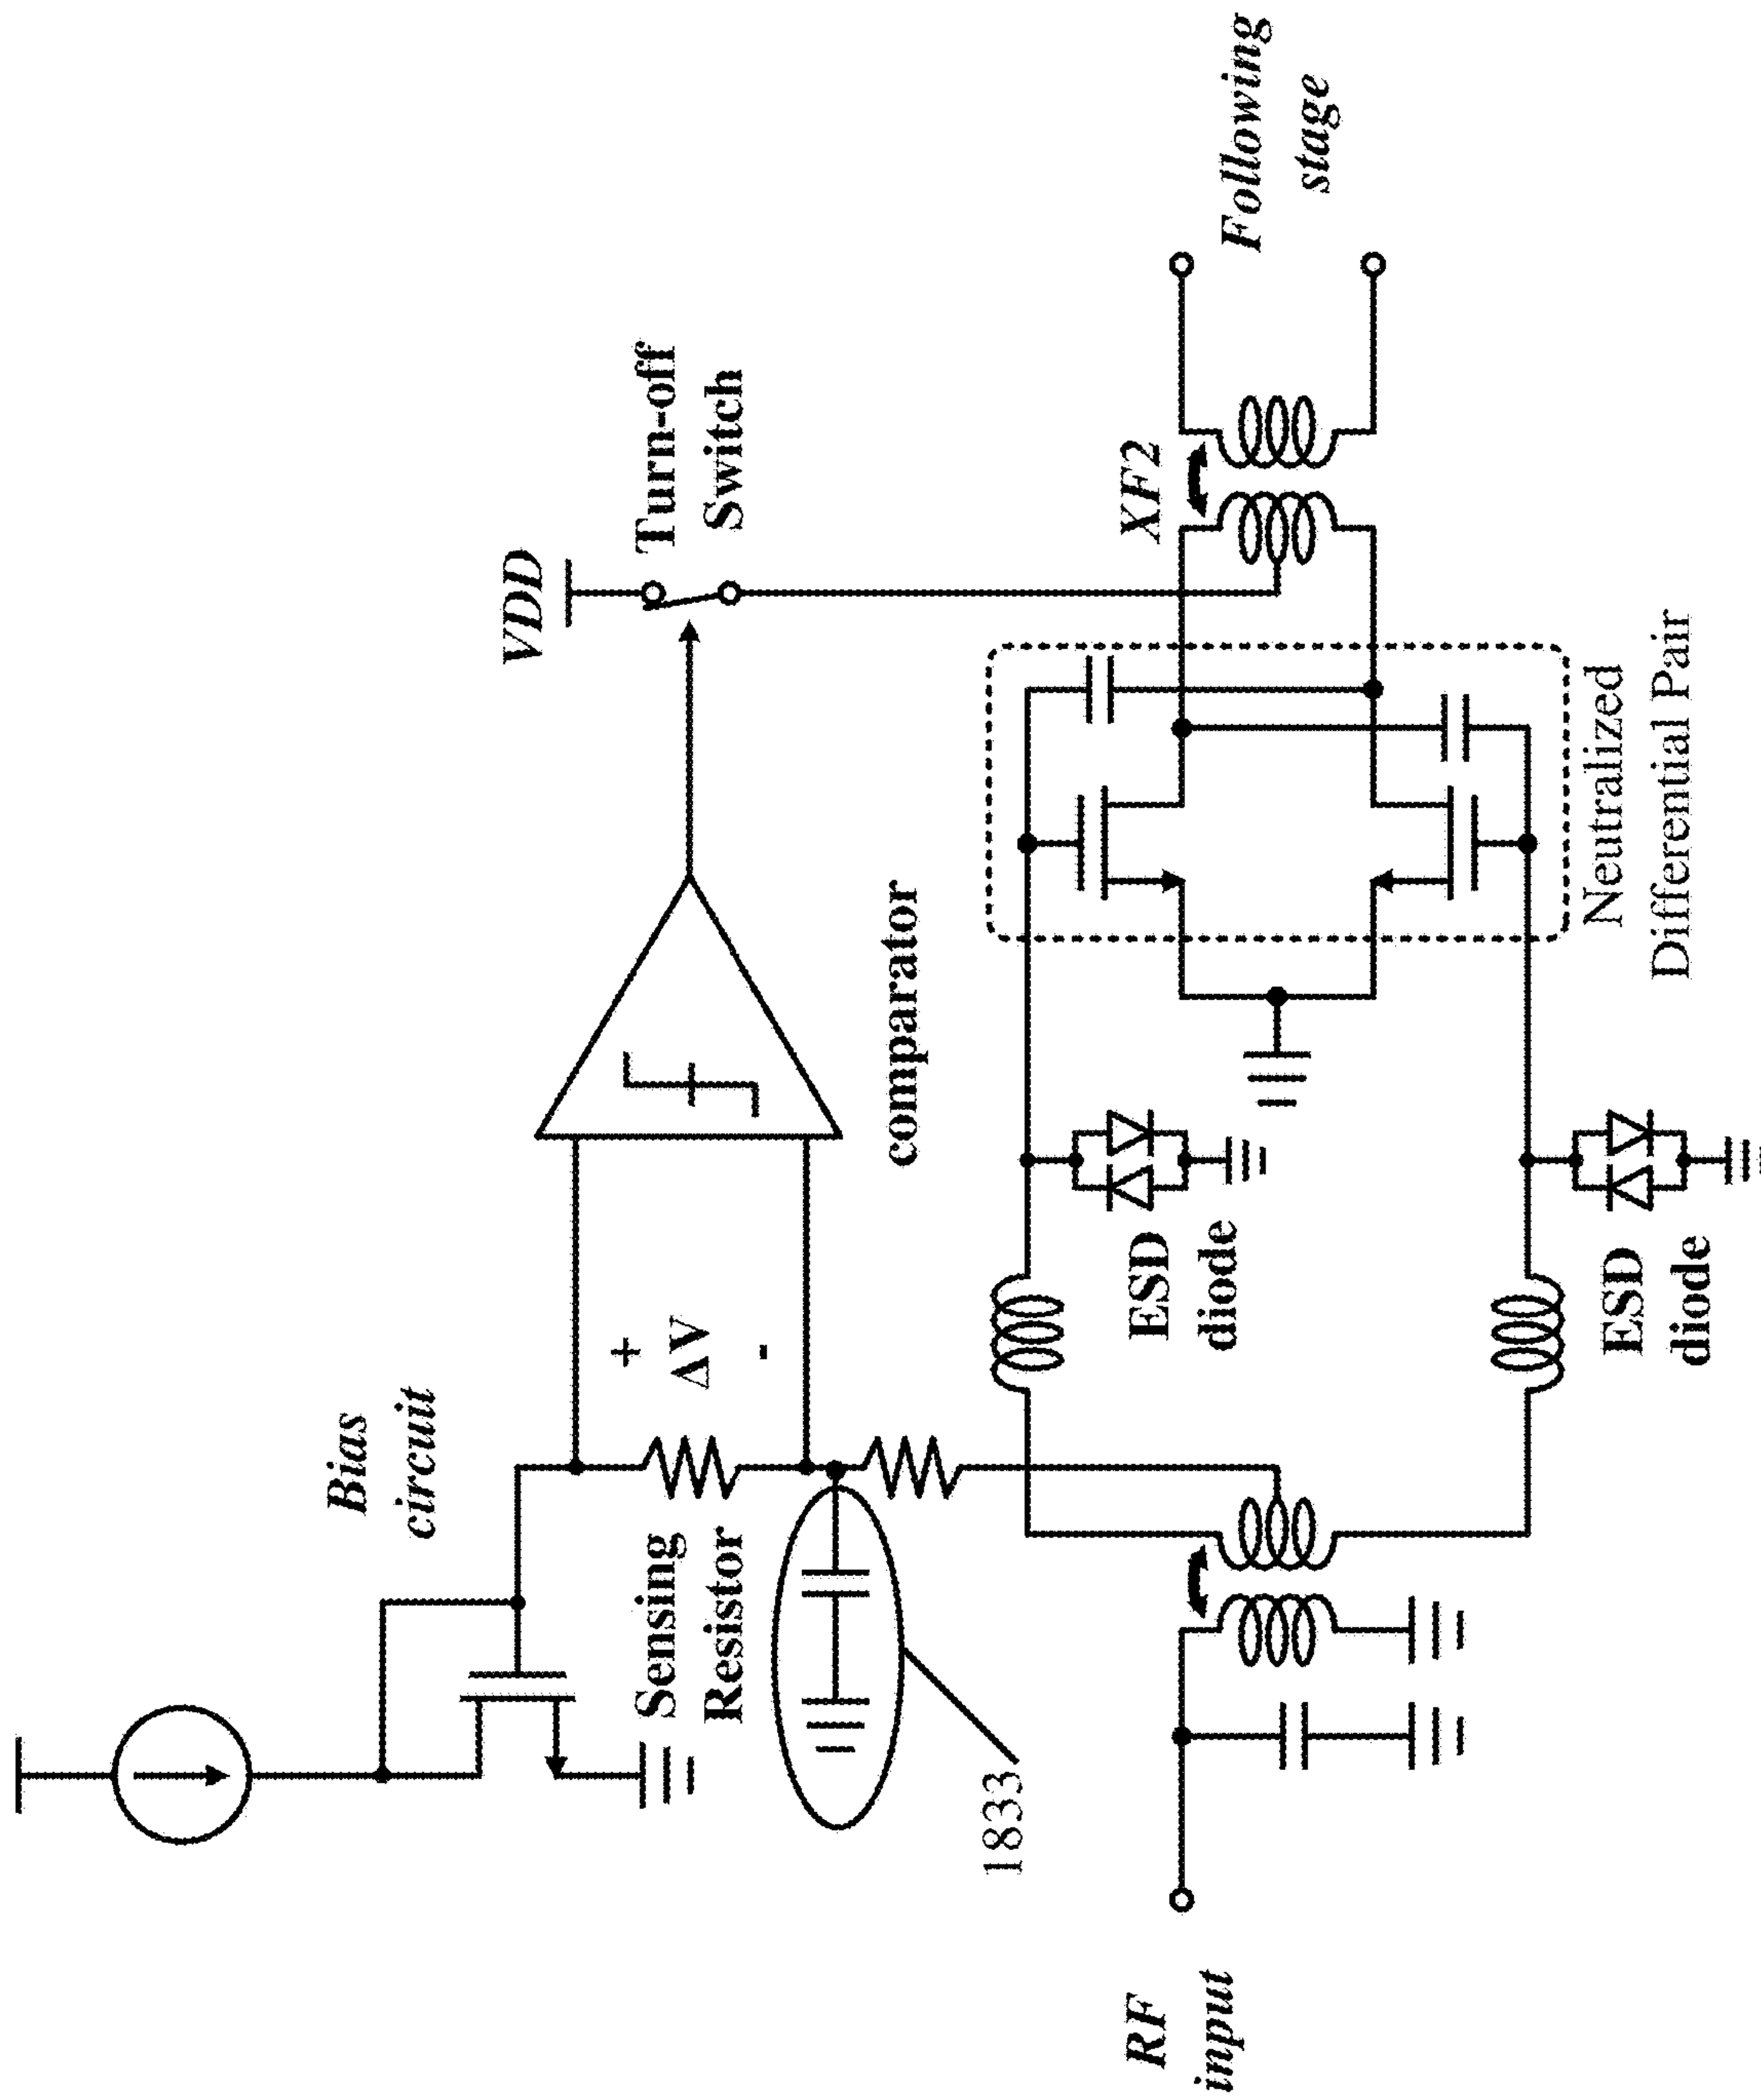 Bias
circuit
VDD
Turn-off
Switch
Sensing
Resistor
+
ΔV
-
comparator
1833
XF2
RF
input
ESD
diode
ESD
diode
Neutralized
Differential Pair
Following
stage